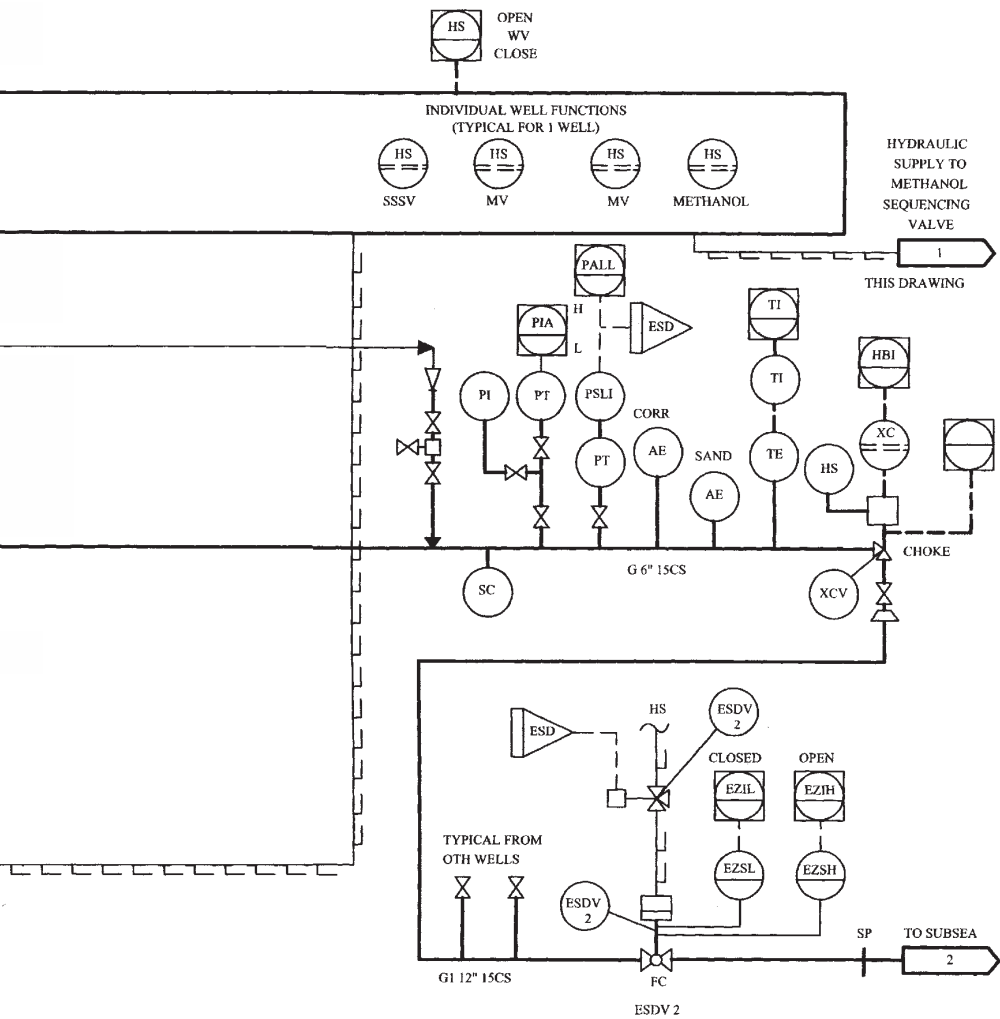 HS
OPEN
WV
CLOSE
INDIVIDUAL WELL FUNCTIONS
(TYPICAL FOR 1 WELL)
HS
HS
HS
HS
SSSV
MV
MV
METHANOL
HYDRAULIC
SUPPLY TO
METHANOL
SEQUENCING
VALVE
1
THIS DRAWING
PALL
H
PIA
L
ESD
TI
HBI
PI
PT
PSLI
TI
CORR
AE
SAND
PT
TE
HS
XC
AE
CHOKE
G 6" 15CS
SC
XCV
HS
ESDV
2
ESD
CLOSED
OPEN
EZIL
EZIH
TYPICAL FROM
OTH WELLS
EZSL
EZSH
ESDV
2
SP
TO SUBSEA
2
G1 12" 15CS
FC
ESDV 2